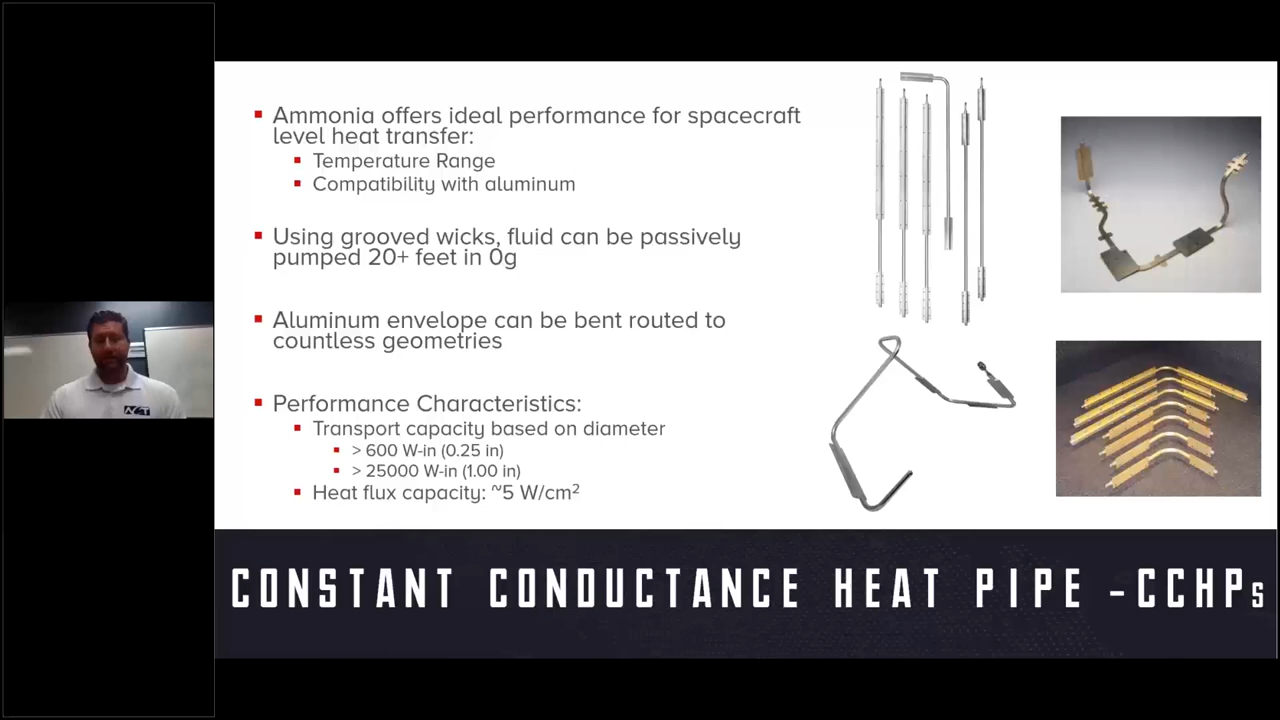 Ammonia offers ideal performance for spacecraft
level heat transfer:
Temperature Range
Compatibility with aluminum
Using grooved wicks, fluid can be passively
pumped 20+ feet in 0g
Aluminum envelope can be bent routed to
countless geometries
Performance Characteristics:
Transport capacity based on diameter
> 600 W-in (0.25 in)
> 25000 W-in (1.00 in)
Heat flux capacity: ~5 W/cm²
ACT
CONSTANT CONDUCTANCE HEAT PIPE -CCHPs